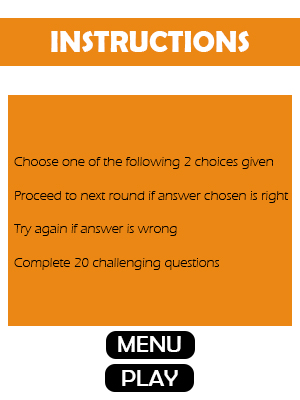 INSTRUCTIONS
Choose one of the following 2 choices given
Proceed to next round if answer chosen is right
Try again if answer is wrong
Complete 20 challenging questions
MENU
PLAY